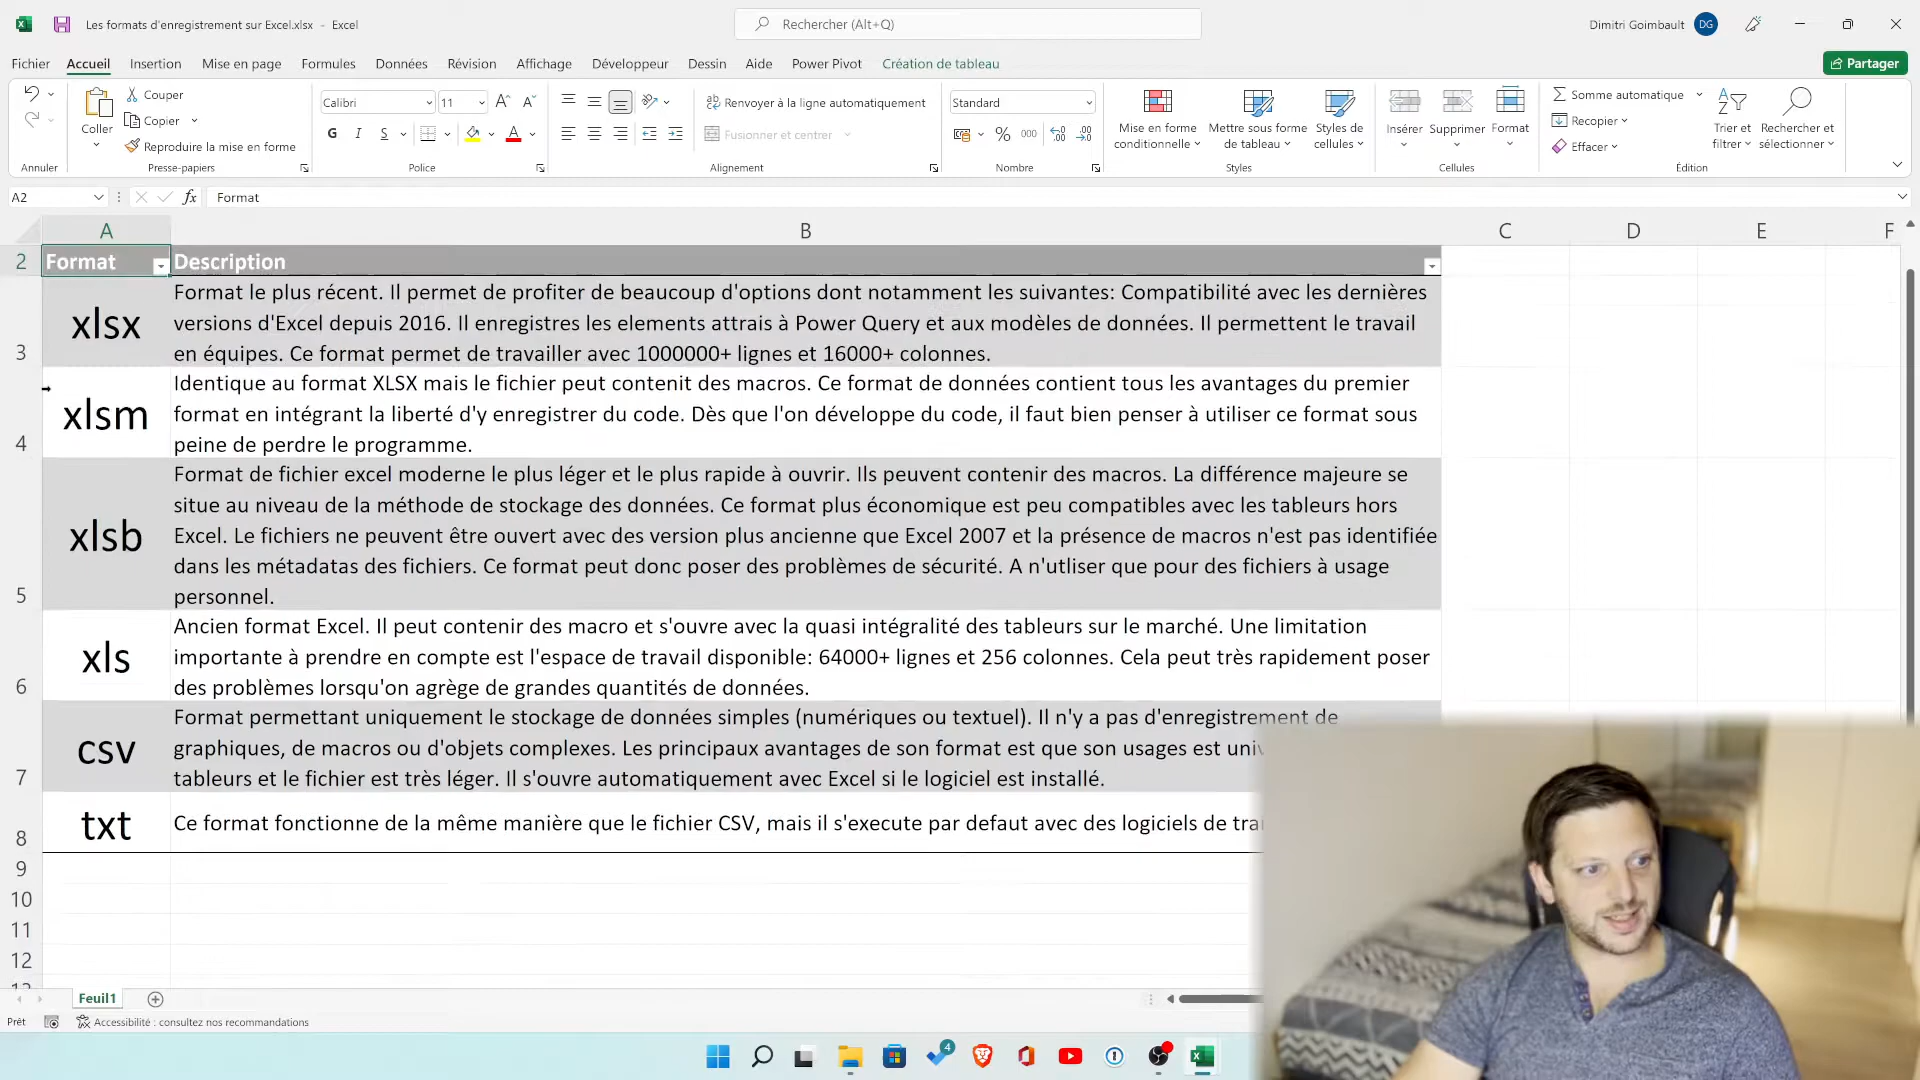 Les formats d'enregistrement sur Excel.xlsx - Excel
Rechercher (Alt+Q)
Dimitri Goimbault
DG
Fichier
Accueil
Insertion
Mise en page
Formules
Données
Révision
Affichage
Développeur
Dessin
Aide
Power Pivot
Création de tableau
Partager
Coller
Couper
Copier
Reproduire la mise en forme
Calibri
11
G
I
S
Renvoyer à la ligne automatiquement
Fusionner et centrer
Standard
%
000
Mise en forme
conditionnelle
Mettre sous forme
de tableau
Styles de
cellules
Insérer
Supprimer
Format
Somme automatique
Recopier
Effacer
Trier et
filtrer
Rechercher et
sélectionner
Annuler
Presse-papiers
Police
Alignement
Nombre
Styles
Cellules
Édition
A2
fx
Format
A
B
C
D
E
F
2
Format
Description
3
xlsx
Format le plus récent. Il permet de profiter de beaucoup d'options dont notamment les suivantes: Compatibilité avec les dernières
versions d'Excel depuis 2016. Il enregistres les elements attrais à Power Query et aux modèles de données. Il permettent le travail
en équipes. Ce format permet de travailler avec 1000000+ lignes et 16000+ colonnes.
4
xlsm
Identique au format XLSX mais le fichier peut contenit des macros. Ce format de données contient tous les avantages du premier
format en intégrant la liberté d'y enregistrer du code. Dès que l'on développe du code, il faut bien penser à utiliser ce format sous
peine de perdre le programme.
5
xlsb
Format de fichier excel moderne le plus léger et le plus rapide à ouvrir. Ils peuvent contenir des macros. La différence majeure se
situe au niveau de la méthode de stockage des données. Ce format plus économique est peu compatibles avec les tableurs hors
Excel. Le fichiers ne peuvent être ouvert avec des version plus ancienne que Excel 2007 et la présence de macros n'est pas identifiée
dans les métadatas des fichiers. Ce format peut donc poser des problèmes de sécurité. A n'utliser que pour des fichiers à usage
personnel.
6
xls
Ancien format Excel. Il peut contenir des macro et s'ouvre avec la quasi intégralité des tableurs sur le marché. Une limitation
importante à prendre en compte est l'espace de travail disponible: 64000+ lignes et 256 colonnes. Cela peut très rapidement poser
des problèmes lorsqu'on agrège de grandes quantités de données.
7
csv
Format permettant uniquement le stockage de données simples (numériques ou textuel). Il n'y a pas d'enregistrement de
graphiques, de macros ou d'objets complexes. Les principaux avantages de son format est que son usages est
tableurs et le fichier est très léger. Il s'ouvre automatiquement avec Excel si le logiciel est installé.
8
txt
Ce format fonctionne de la même manière que le fichier CSV, mais il s'execute par defaut avec des logiciels de
9
10
11
12
Feuil1
Prêt
Accessibilité : consultez nos recommandations
4